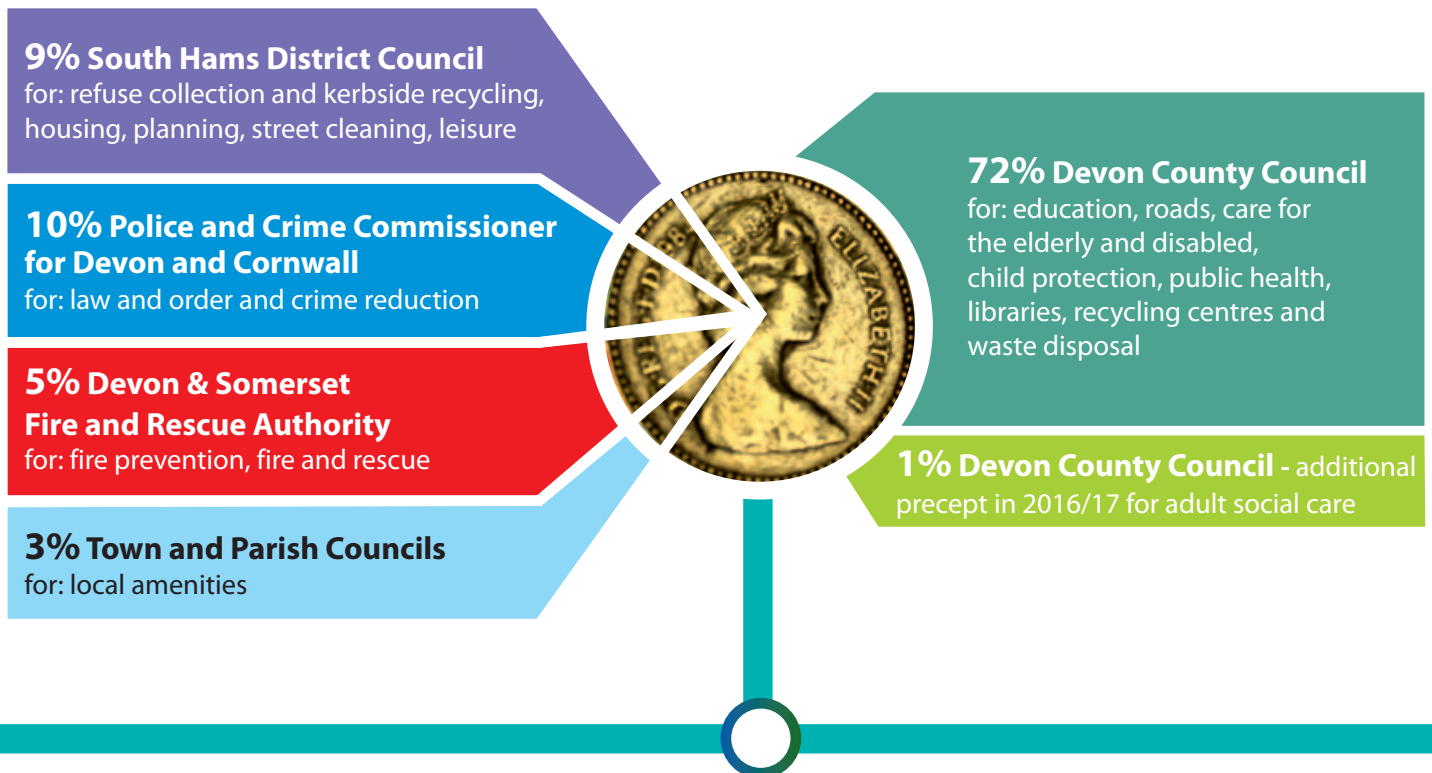 9% South Hams District Council
for: refuse collection and kerbside recycling,
housing, planning, street cleaning, leisure
10% Police and Crime Commissioner
for Devon and Cornwall
for: law and order and crime reduction
5% Devon & Somerset
Fire and Rescue Authority
for: fire prevention, fire and rescue
3% Town and Parish Councils
for: local amenities
ELIZABETH II
72% Devon County Council
for: education, roads, care for
the elderly and disabled,
child protection, public health,
libraries, recycling centres and
waste disposal
1% Devon County Council - additional
precept in 2016/17 for adult social care